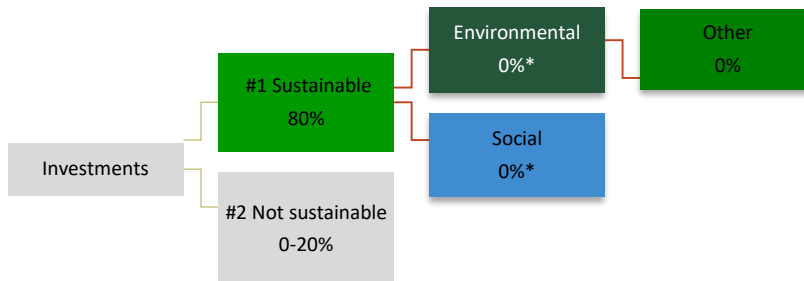 Investments
#1 Sustainable
80%
#2 Not sustainable
0-20%
Environmental
0%*
Social
0%*
Other
0%